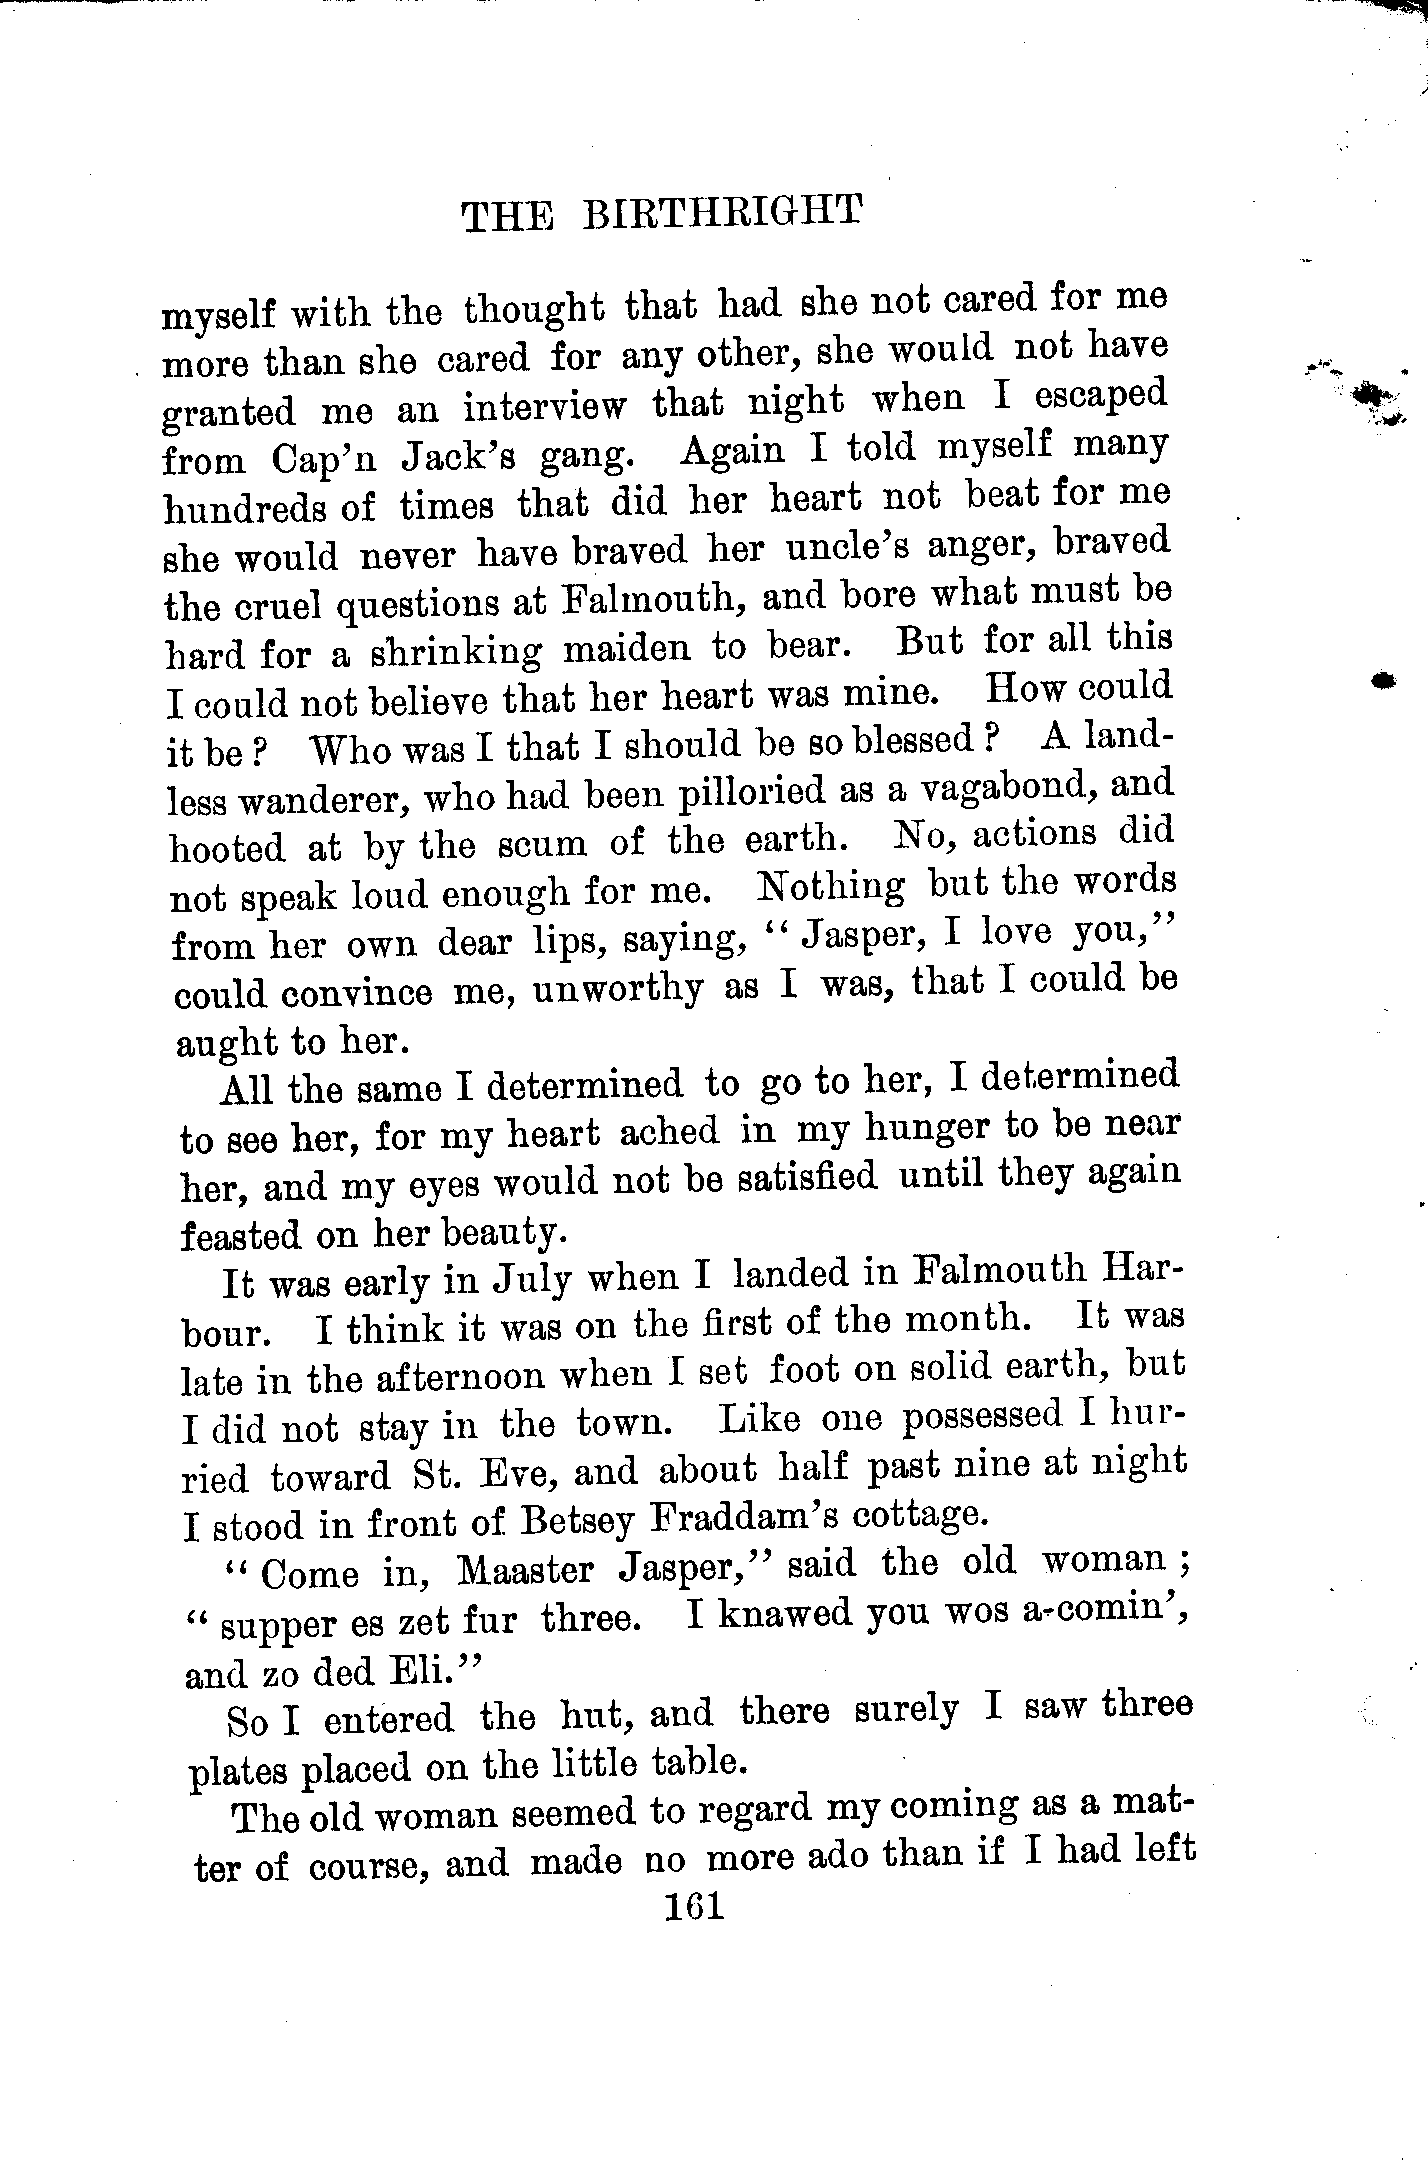 THE BIRTHRIGHT
myself with the thought that had she not cared for me
more than she cared for any other, she would not have
granted me an interview that night when I escaped
from Cap'n Jack's gang. Again I told myself many
hundreds of times that did her heart not beat for me
she would never have braved her uncle's anger, braved
the cruel questions at Falmouth, and bore what must be
hard for a shrinking maiden to bear. But for all this
I could not believe that her heart was mine. How could
it be? Who was I that I should be so blessed? A land-
less wanderer, who had been pilloried as a vagabond, and
hooted at by the scum of the earth. No, actions did
not speak loud enough for me. Nothing but the words
from her own dear lips, saying, "Jasper, I love you,"
could convince me, unworthy as I was, that I could be
aught to her.
All the same I determined to go to her, I determined
to see her, for my heart ached in my hunger to be near
her, and my eyes would not be satisfied until they again
feasted on her beauty.
It was early in July when I landed in Falmouth Har-
bour. I think it was on the first of the month. It was
late in the afternoon when I set foot on solid earth, but
I did not stay in the town. Like one possessed I hur-
ried toward St. Eve, and about half past nine at night
I stood in front of Betsey Fraddam's cottage.
"Come in, Maaster Jasper," said the old woman;
"supper es zet fur three. I knawed you wos a-comin',
and zo ded Eli."
So I entered the hut, and there surely I saw three
plates placed on the little table.
The old woman seemed to regard my coming as a mat-
ter of course, and made no more ado than if I had left
161